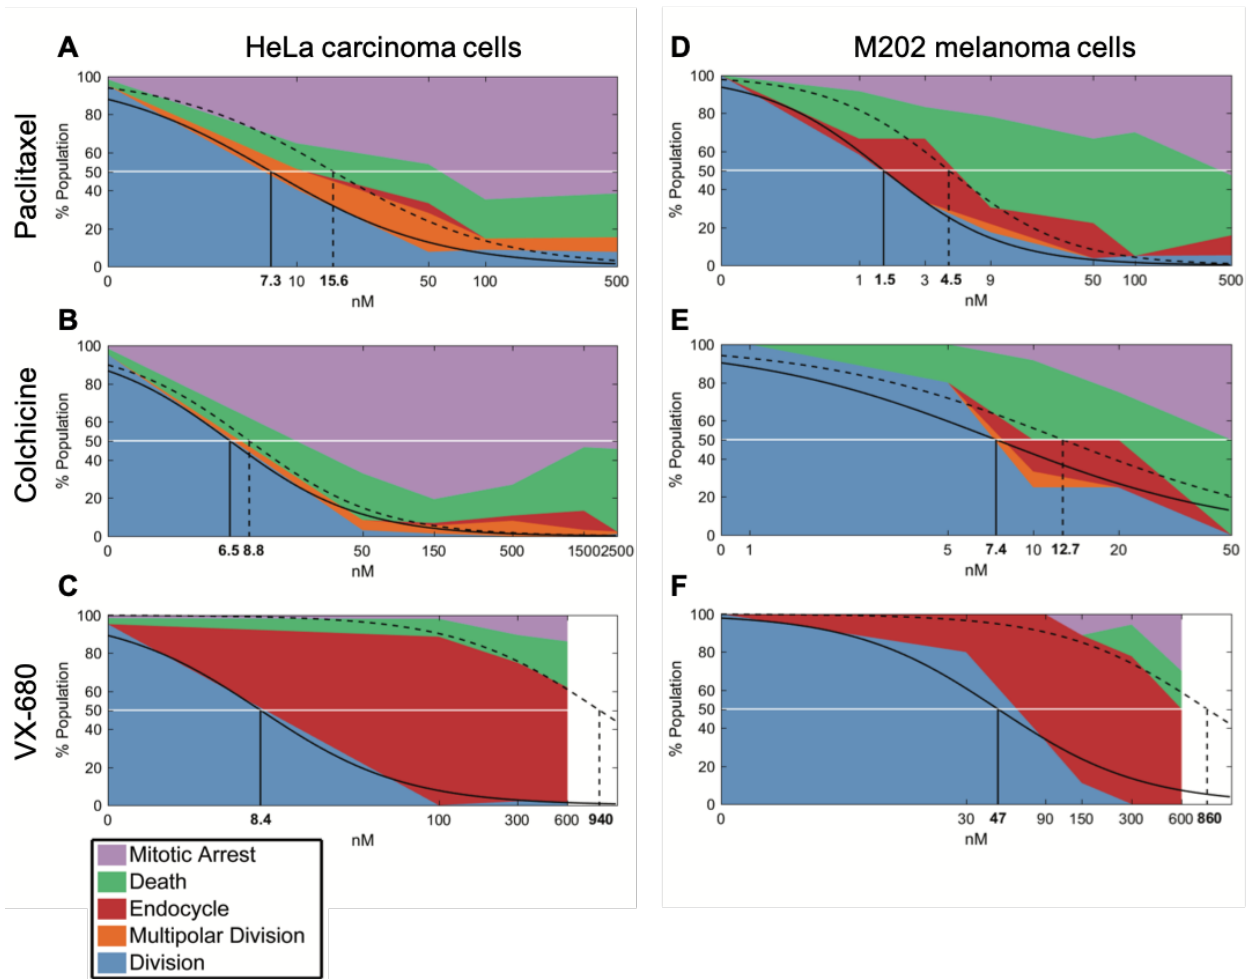 HeLa carcinoma cells
M202 melanoma cells
Paclitaxel
Colchicine
VX-680
A
% Population
100
80
60
50
40
20
0
0 7.3 10 15.6 50 100 500
nM
D
% Population
100
80
60
50
40
20
0
0 1 1.5 3 4.5 9 50 100 500
nM
B
% Population
100
80
60
50
40
20
0
0 6.5 8.8 50 150 500 1500 2500
nM
E
% Population
100
80
60
50
40
20
0
0 1 5 7.4 10 12.7 20 50
nM
C
% Population
100
80
60
50
40
20
0
0 8.4 100 300 600 940
nM
F
% Population
100
80
60
50
40
20
0
0 30 47 90 150 300 600 860
nM
Mitotic Arrest
Death
Endocycle
Multipolar Division
Division